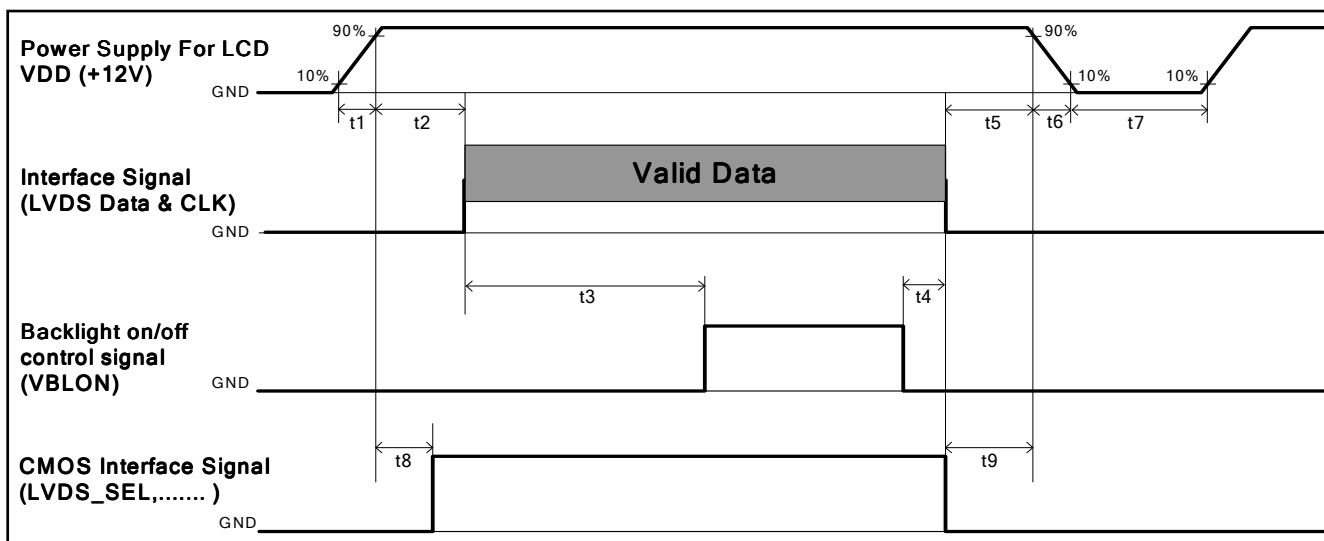 Power Supply For LCD
VDD (+12V)
90%
90%
10%
10%
10%
GND
t1
t2
t5
t6
t7
Interface Signal
(LVDS Data & CLK)
Valid Data
GND
t3
t4
Backlight on/off
control signal
(VBLON)
GND
t8
t9
CMOS Interface Signal
(LVDS_SEL,....... )
GND